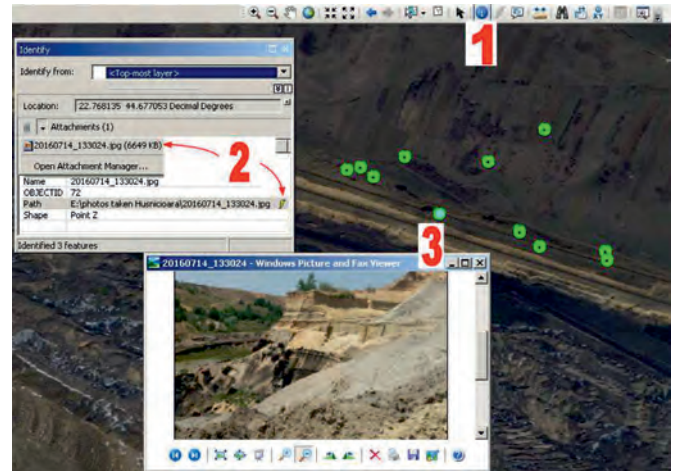 1
Identify
Identify from:
<Top-most layer>
Location:
22.768135 44.677053 Decimal Degrees
Attachments (1)
20160714_133024.jpg (6649 KB)
2
Open Attachment Manager...
Name 20160714_133024.jpg
OBJECTID 72
Path E:\photos taken Husnicioara\20160714_133024.jpg
Shape Point Z
Identified 3 features
3
20160714_133024 - Windows Picture and Fax Viewer